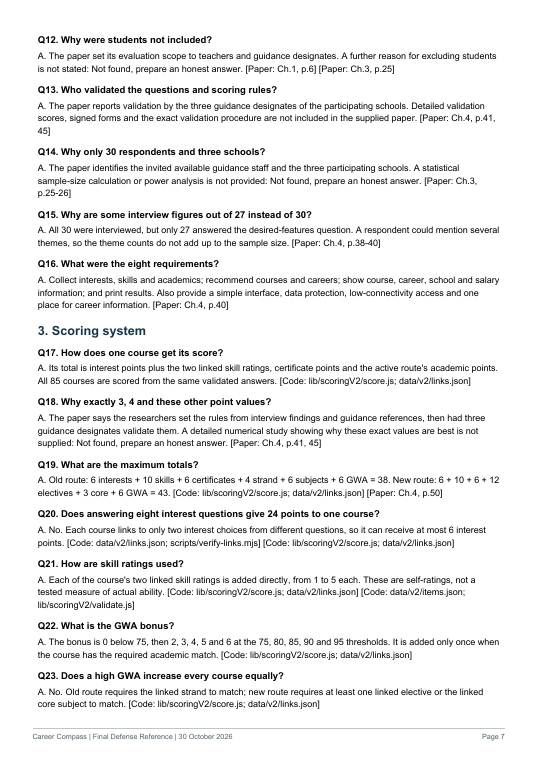 Q12. Why were students not included?
A. The paper set its evaluation scope to teachers and guidance designates. A further reason for excluding students
is not stated: Not found, prepare an honest answer. [Paper: Ch.1, p.6] [Paper: Ch.3, p.25]
Q13. Who validated the questions and scoring rules?
A. The paper reports validation by the three guidance designates of the participating schools. Detailed validation
scores, signed forms and the exact validation procedure are not included in the supplied paper. [Paper: Ch.4, p.41,
45]
Q14. Why only 30 respondents and three schools?
A. The paper identifies the invited available guidance staff and the three participating schools. A statistical
sample-size calculation or power analysis is not provided: Not found, prepare an honest answer. [Paper: Ch.3,
p.25-26]
Q15. Why are some interview figures out of 27 instead of 30?
A. All 30 were interviewed, but only 27 answered the desired-features question. A respondent could mention several
themes, so the theme counts do not add up to the sample size. [Paper: Ch.4, p.38-40]
Q16. What were the eight requirements?
A. Collect interests, skills and academics; recommend courses and careers; show course, career, school and salary
information; and print results. Also provide a simple interface, data protection, low-connectivity access and one
place for career information. [Paper: Ch.4, p.40]
3. Scoring system
Q17. How does one course get its score?
A. Its total is interest points plus the two linked skill ratings, certificate points and the active route's academic points.
All 85 courses are scored from the same validated answers. [Code: lib/scoringV2/score.js; data/v2/links.json]
Q18. Why exactly 3, 4 and these other point values?
A. The paper says the researchers set the rules from interview findings and guidance references, then had three
guidance designates validate them. A detailed numerical study showing why these exact values are best is not
supplied: Not found, prepare an honest answer. [Paper: Ch.4, p.41, 45]
Q19. What are the maximum totals?
A. Old route: 6 interests + 10 skills + 6 certificates + 4 strand + 6 subjects + 6 GWA = 38. New route: 6 + 10 + 6 + 12
electives + 3 core + 6 GWA = 43. [Code: lib/scoringV2/score.js; data/v2/links.json] [Paper: Ch.4, p.50]
Q20. Does answering eight interest questions give 24 points to one course?
A. No. Each course links to only two interest choices from different questions, so it can receive at most 6 interest
points. [Code: data/v2/links.json; scripts/verify-links.mjs] [Code: lib/scoringV2/score.js; data/v2/links.json]
Q21. How are skill ratings used?
A. Each of the course's two linked skill ratings is added directly, from 1 to 5 each. These are self-ratings, not a
tested measure of actual ability. [Code: lib/scoringV2/score.js; data/v2/links.json] [Code: data/v2/items.json;
lib/scoringV2/validate.js]
Q22. What is the GWA bonus?
A. The bonus is 0 below 75, then 2, 3, 4, 5 and 6 at the 75, 80, 85, 90 and 95 thresholds. It is added only once when
the course has the required academic match. [Code: lib/scoringV2/score.js; data/v2/links.json]
Q23. Does a high GWA increase every course equally?
A. No. Old route requires the linked strand to match; new route requires at least one linked elective or the linked
core subject to match. [Code: lib/scoringV2/score.js; data/v2/links.json]
Career Compass | Final Defense Reference | 30 October 2026
Page 7